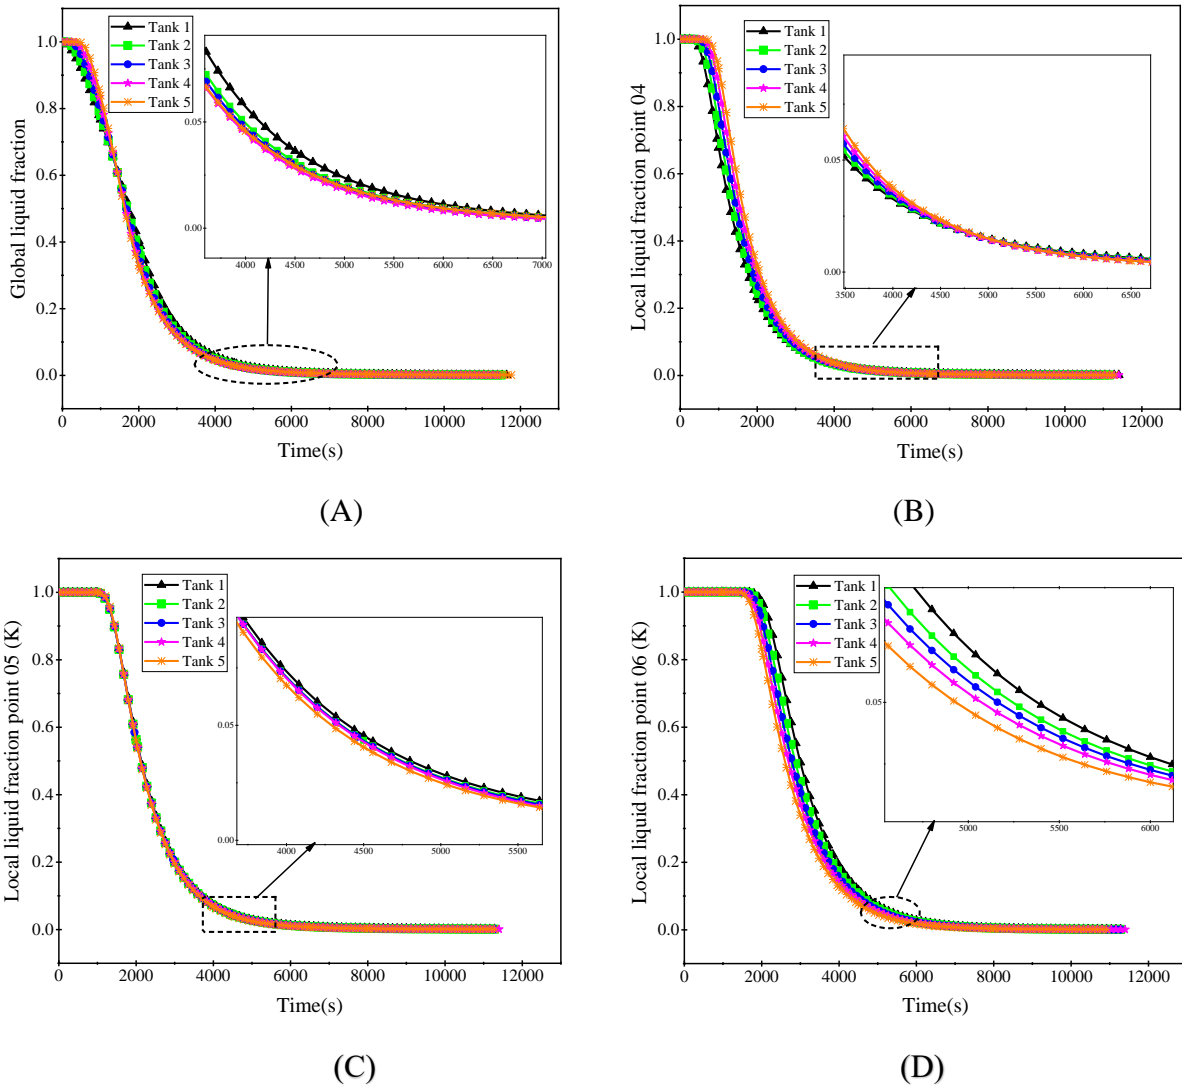 Tank 1
Tank 2
Tank 3
Tank 4
Tank 5
1.0
0.8
0.6
0.4
0.2
0.0
Global liquid fraction
0.05
0.00
4000 4500 5000 5500 6000 6500 7000
0 2000 4000 6000 8000 10000 12000
Time(s)
(A)
Tank 1
Tank 2
Tank 3
Tank 4
Tank 5
1.0
0.8
0.6
0.4
0.2
0.0
Local liquid fraction point 04
0.05
0.00
3500 4000 4500 5000 5500 6000 6500
0 2000 4000 6000 8000 10000 12000
Time(s)
(B)
Tank 1
Tank 2
Tank 3
Tank 4
Tank 5
1.0
0.8
0.6
0.4
0.2
0.0
Local liquid fraction point 05 (K)
0.05
0.00
4000 4500 5000 5500
0 2000 4000 6000 8000 10000 12000
Time(s)
(C)
Tank 1
Tank 2
Tank 3
Tank 4
Tank 5
1.0
0.8
0.6
0.4
0.2
0.0
Local liquid fraction point 06 (K)
0.05
5000 5500 6000
0 2000 4000 6000 8000 10000 12000
Time(s)
(D)